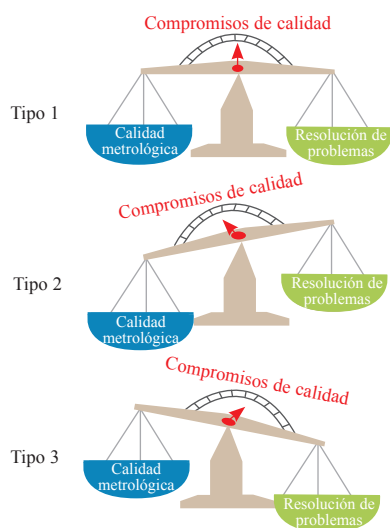 Compromisos de calidad
Tipo 1
Calidad
metrológica
Resolución de
problemas
Compromisos de calidad
Tipo 2
Calidad
metrológica
Resolución de
problemas
Compromisos de calidad
Tipo 3
Calidad
metrológica
Resolución de
problemas